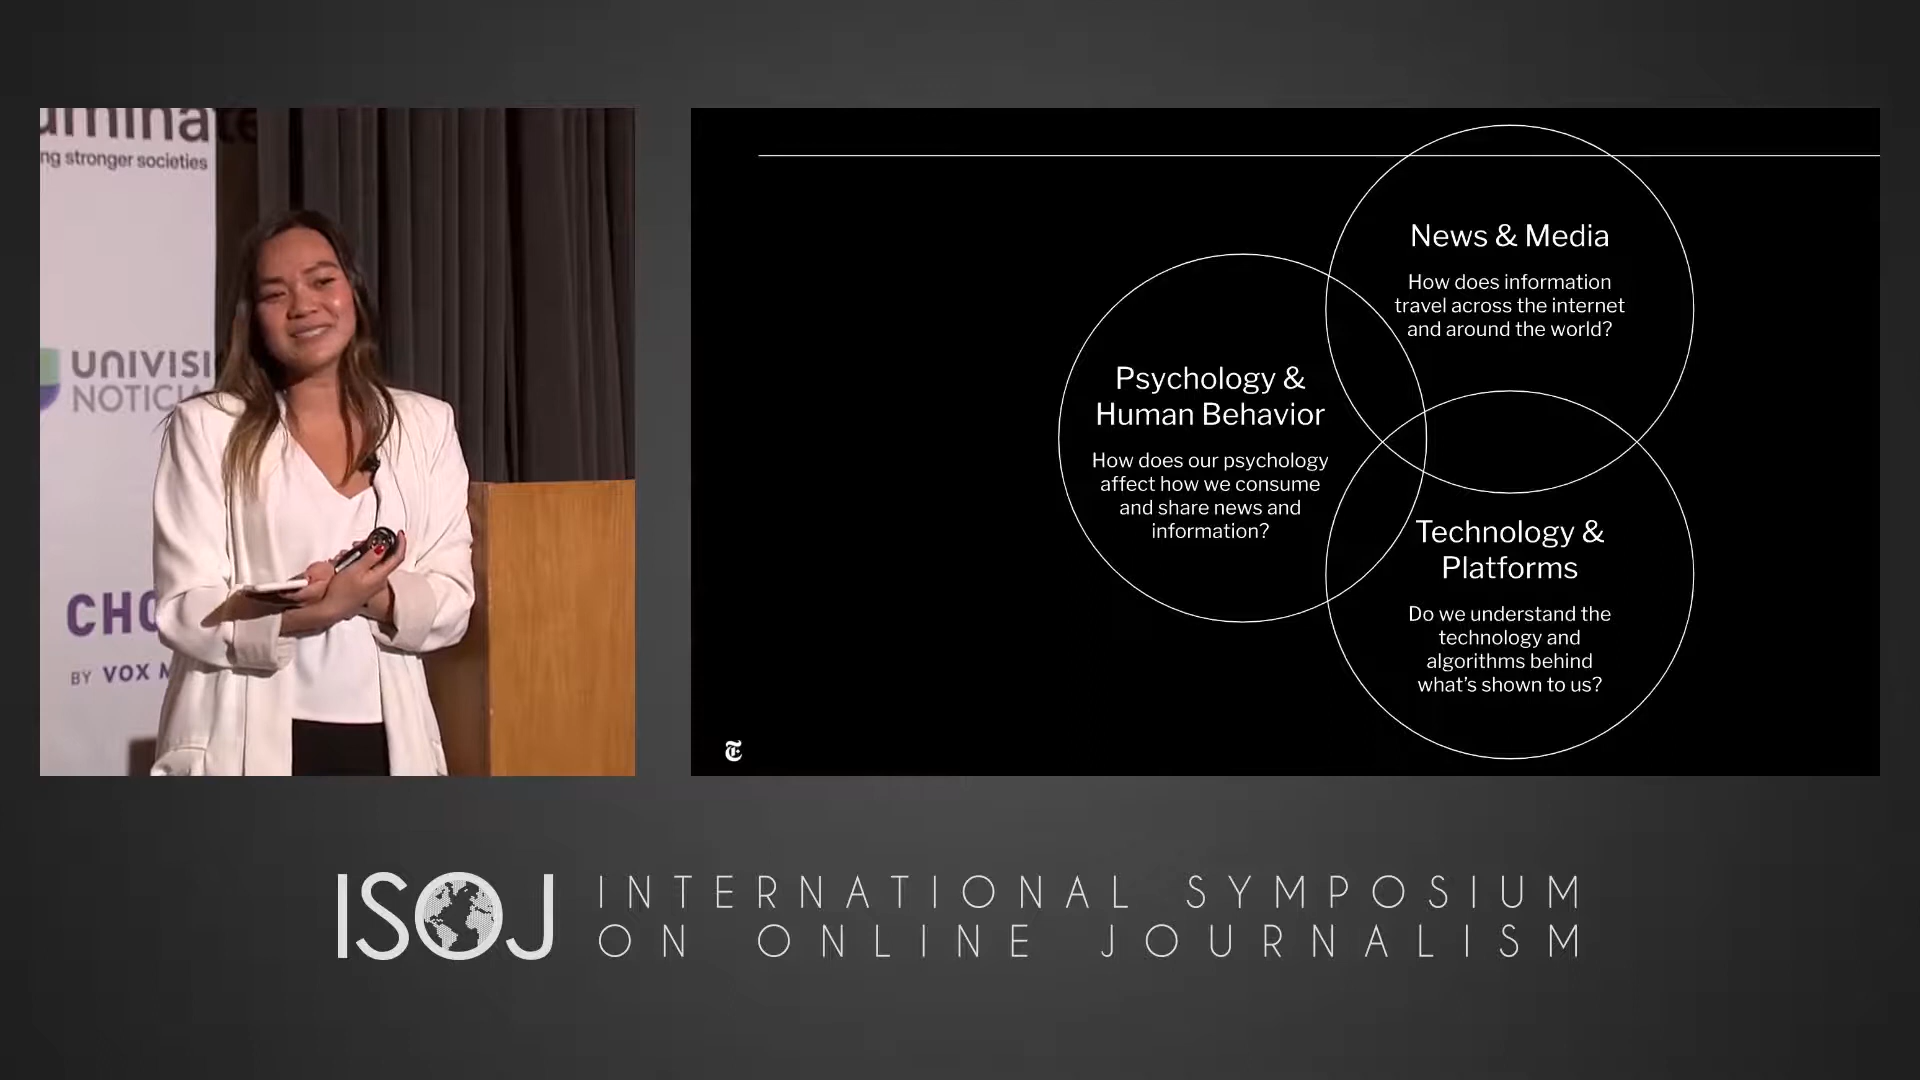 ng stronger societies
UNIVISI
NOTICI
CHO
BY VOX M
News & Media
How does information
travel across the internet
and around the world?
Psychology &
Human Behavior
How does our psychology
affect how we consume
and share news and
information?
Technology &
Platforms
Do we understand the
technology and
algorithms behind
what's shown to us?
T
ISOJ
INTERNATIONAL SYMPOSIUM
ON ONLINE JOURNALISM